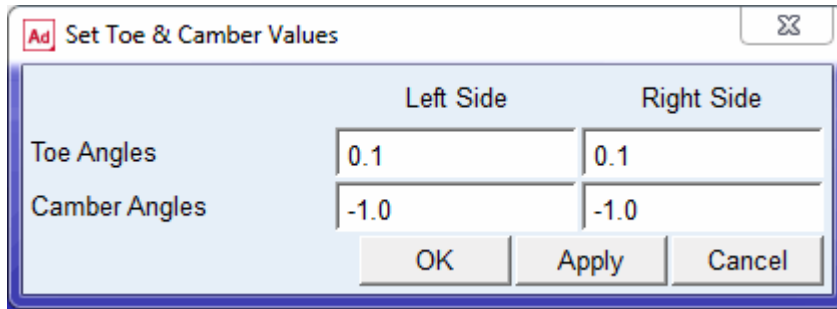 Ad Set Toe & Camber Values
Left Side Right Side
Toe Angles 0.1 0.1
Camber Angles -1.0 -1.0
OK Apply Cancel